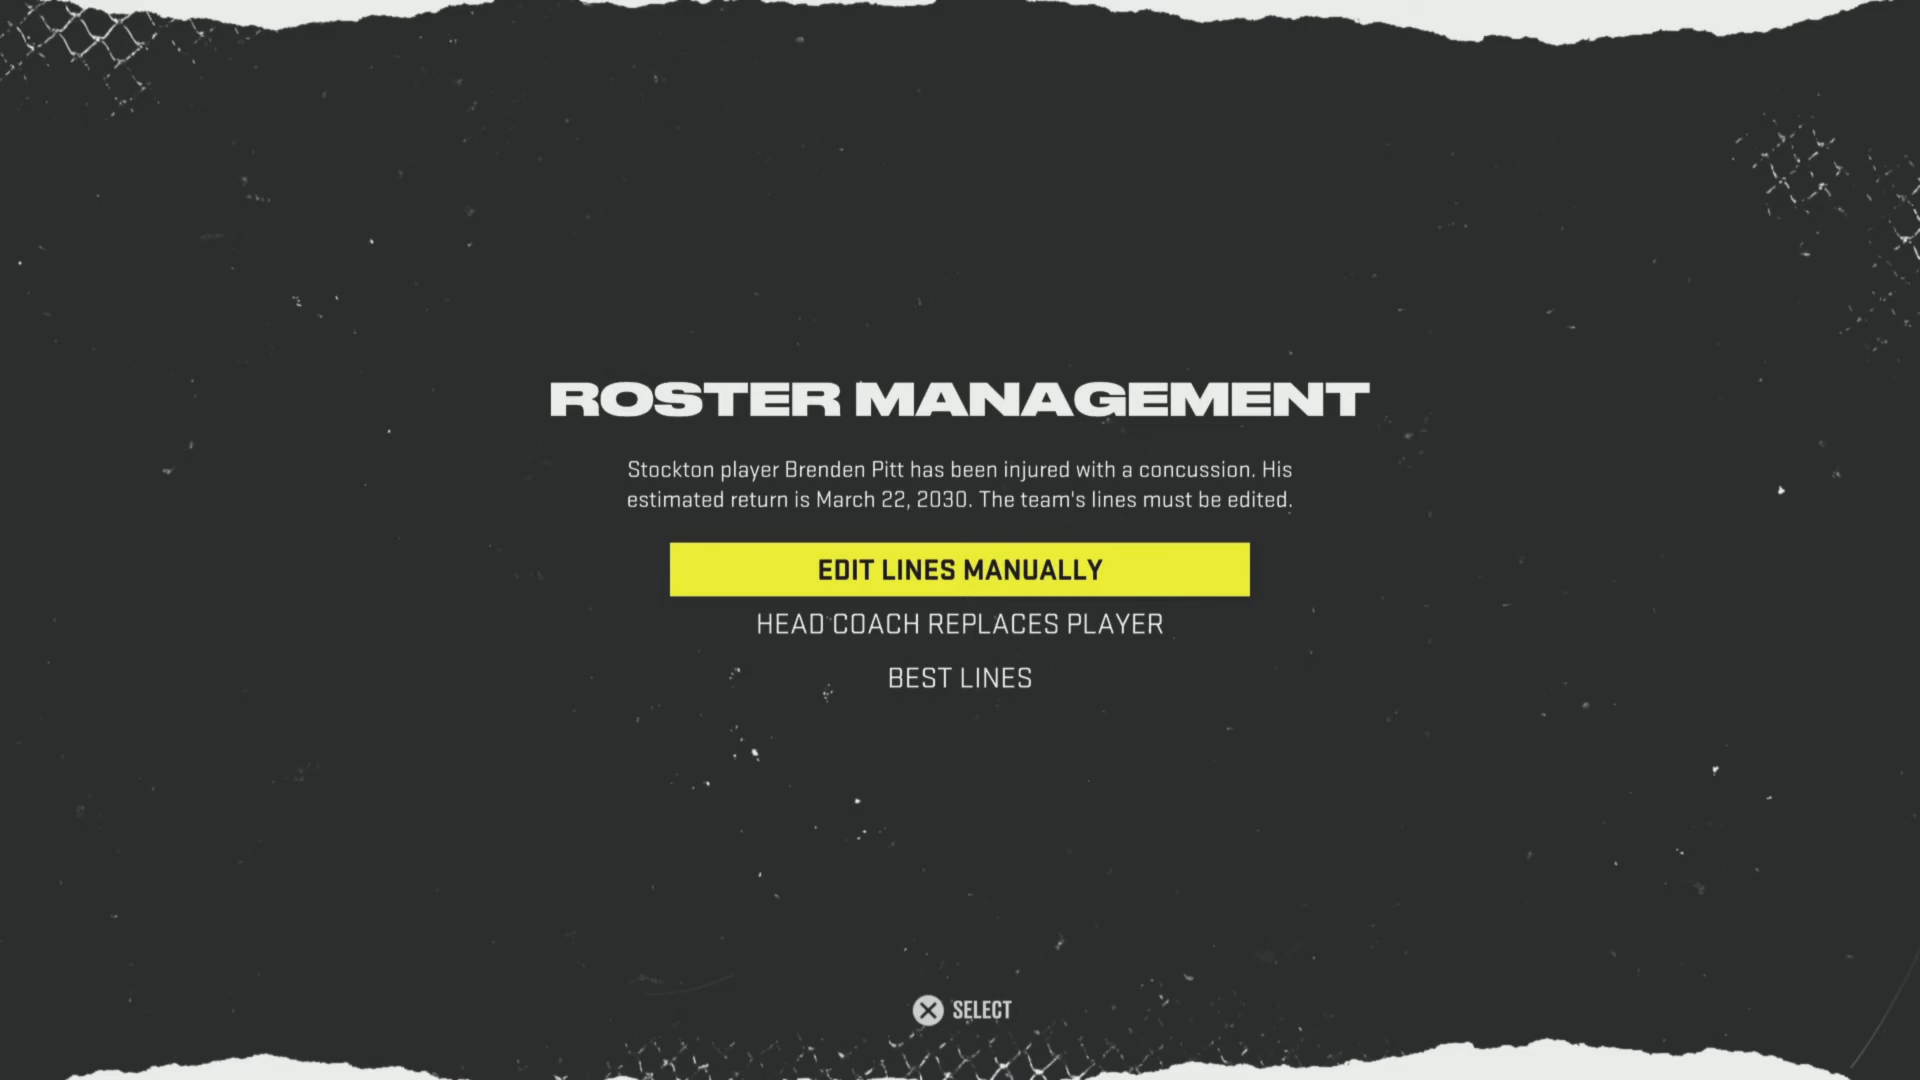 ROSTER MANAGEMENT
Stockton player Brenden Pitt has been injured with a concussion. His
estimated return is March 22, 2030. The team's lines must be edited.
EDIT LINES MANUALLY
HEAD COACH REPLACES PLAYER
BEST LINES
SELECT